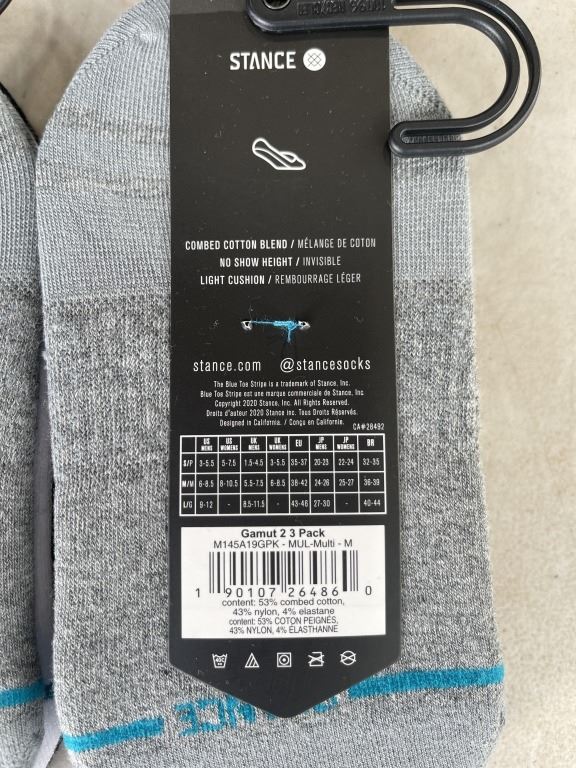 100% RECYCLED
STANCE
COMBED COTTON BLEND / MÉLANGE DE COTON
NO SHOW HEIGHT / INVISIBLE
LIGHT CUSHION / REMBOURRAGE LÉGER
stance.com @stancesocks
The Blue Toe Stripe is a trademark of Stance, Inc.
Blue Toe Stripe est une marque commerciale de Stance, Inc
Copyright 2020 Stance, Inc. All Rights Reserved.
Droits d'auteur 2020 Stance, Inc. Tous Droits Réservés.
Designed in California. / Conçu en Californie.
CA#28492
US MENS US WOMENS UK MENS UK WOMENS EU JP MENS JP WOMENS BR
S/P 3-5.5 5-7.5 1.5-4.5 3-5.5 35-37 20-23 22-24 32-35
M/M 6-8.5 8-10.5 5.5-7.5 6-8.5 38-42 24-26 25-27 36-39
L/G 9-12 - 8.5-11.5 - 43-46 27-30 - 40-44
Gamut 2 3 Pack
M145A19GPK - MUL-Multi - M
1 90107 26486 0
content: 53% combed cotton,
43% nylon, 4% elastane
content: 53% COTON PEIGNÉS,
43% NYLON, 4% ÉLASTHANNE